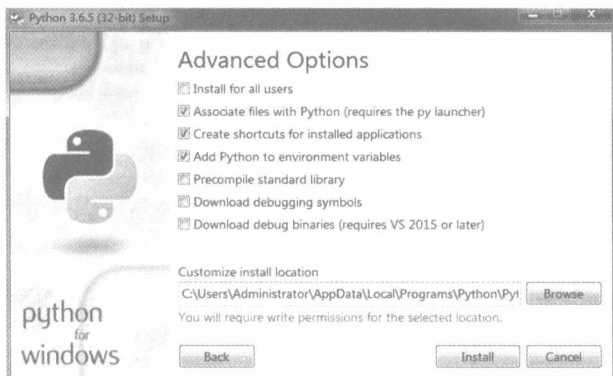 Python 3.6.5 (32-bit) Setup
Advanced Options
Install for all users
Associate files with Python (requires the py launcher)
Create shortcuts for installed applications
Add Python to environment variables
Precompile standard library
Download debugging symbols
Download debug binaries (requires VS 2015 or later)
Customize install location
C:\Users\Administrator\AppData\Local\Programs\Python\Pyt
Browse
You will require write permissions for the selected location.
python
for
windows
Back
Install
Cancel